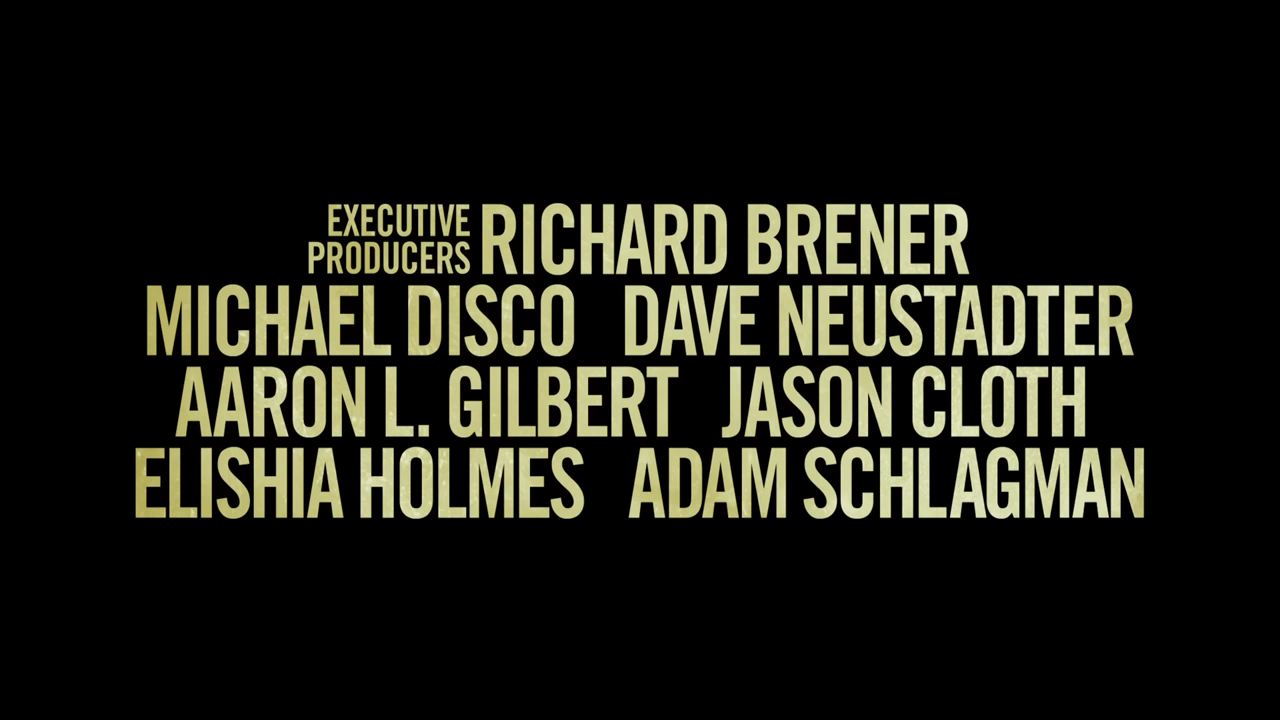 EXECUTIVE
PRODUCERS RICHARD BRENER
MICHAEL DISCO DAVE NEUSTADTER
AARON L. GILBERT JASON CLOTH
ELISHIA HOLMES ADAM SCHLAGMAN